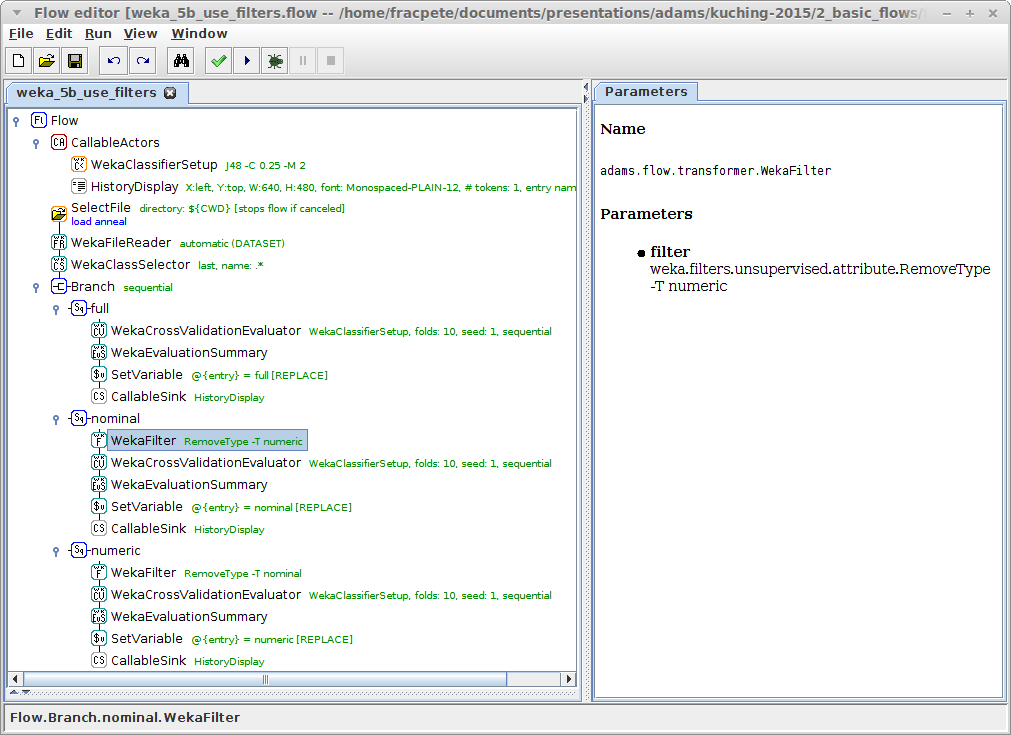 Flow editor [weka_5b_use_filters.flow -- /home/fracpete/documents/presentations/adams/kuching-2015/2_basic_flows/
File Edit Run View Window
weka_5b_use_filters
Parameters
Flow
CallableActors
WekaClassifierSetup J48 -C 0.25 -M 2
HistoryDisplay X:left, Y:top, W:640, H:480, font: Monospaced-PLAIN-12, # tokens: 1, entry nam
SelectFile directory: ${CWD} [stops flow if canceled]
load anneal
WekaFileReader automatic (DATASET)
WekaClassSelector last, name: .*
Branch sequential
full
WekaCrossValidationEvaluator WekaClassifierSetup, folds: 10, seed: 1, sequential
WekaEvaluationSummary
SetVariable @{entry} = full [REPLACE]
CallableSink HistoryDisplay
nominal
WekaFilter RemoveType -T numeric
WekaCrossValidationEvaluator WekaClassifierSetup, folds: 10, seed: 1, sequential
WekaEvaluationSummary
SetVariable @{entry} = nominal [REPLACE]
CallableSink HistoryDisplay
numeric
WekaFilter RemoveType -T nominal
WekaCrossValidationEvaluator WekaClassifierSetup, folds: 10, seed: 1, sequential
WekaEvaluationSummary
SetVariable @{entry} = numeric [REPLACE]
CallableSink HistoryDisplay
Name
adams.flow.transformer.WekaFilter
Parameters
filter
weka.filters.unsupervised.attribute.RemoveType
-T numeric
Flow.Branch.nominal.WekaFilter